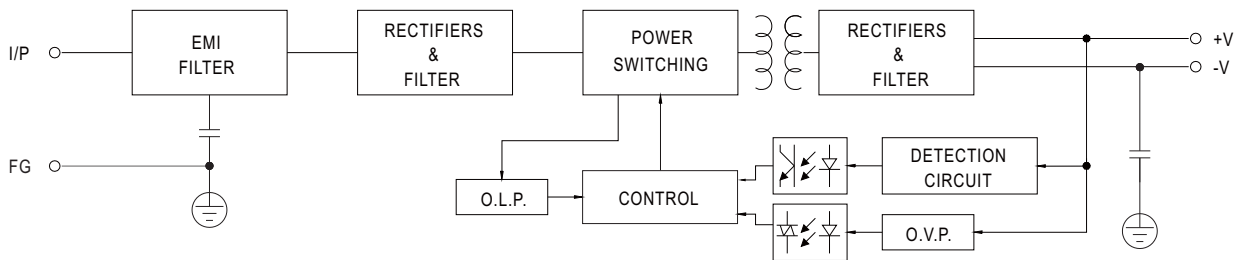 I/P
EMI
FILTER
RECTIFIERS
&
FILTER
POWER
SWITCHING
RECTIFIERS
&
FILTER
+V
-V
FG
O.L.P.
CONTROL
DETECTION
CIRCUIT
O.V.P.